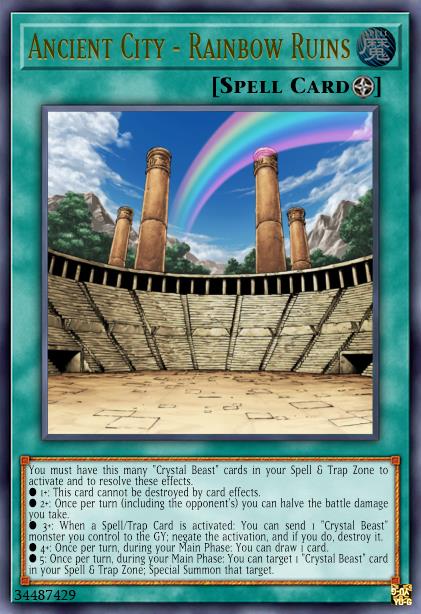 ANCIENT CITY - RAINBOW RUINS
SPELL
魔
[SPELL CARD]
You must have this many "Crystal Beast" cards in your Spell & Trap Zone to
activate and to resolve these effects.
● 1+: This card cannot be destroyed by card effects.
● 2+: Once per turn (including the opponent's) you can halve the battle damage
you take.
● 3+: When a Spell/Trap Card is activated: You can send 1 "Crystal Beast"
monster you control to the GY; negate the activation, and if you do, destroy it.
● 4+: Once per turn, during your Main Phase: You can draw 1 card.
● 5: Once per turn, during your Main Phase: You can target 1 "Crystal Beast" card
in your Spell & Trap Zone; Special Summon that target.
34487429